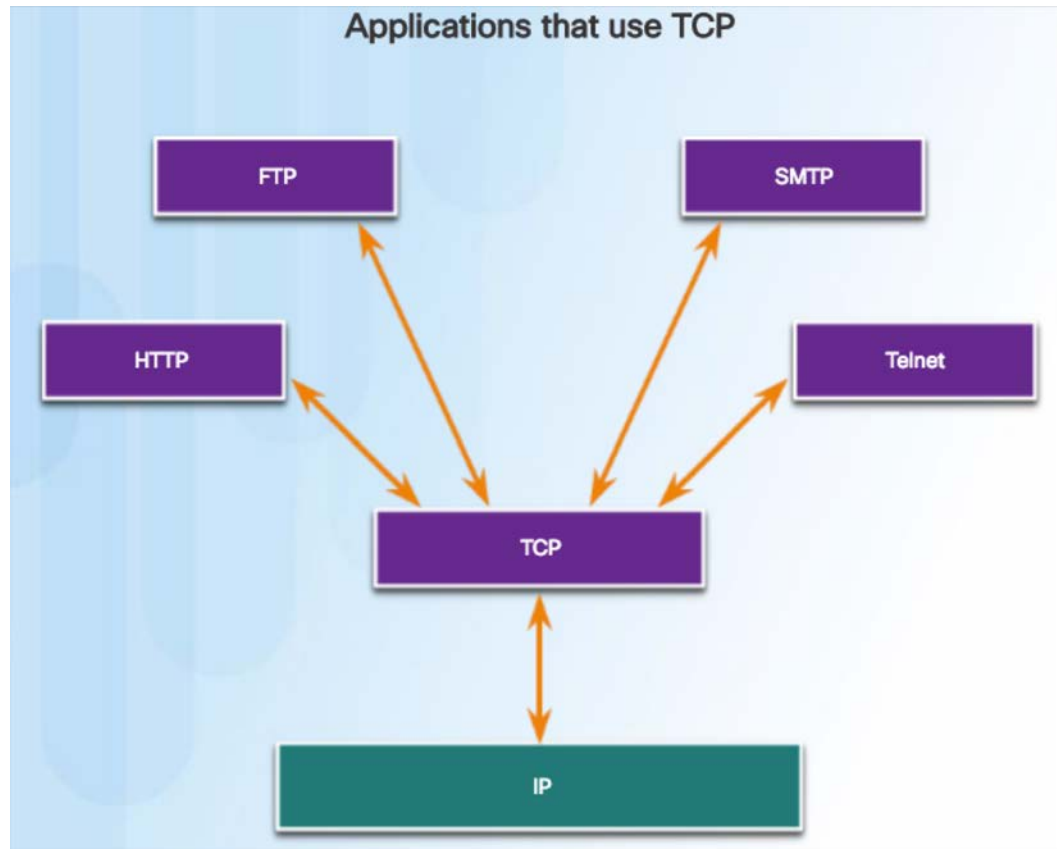 Applications that use TCP
FTP
SMTP
HTTP
Telnet
TCP
IP